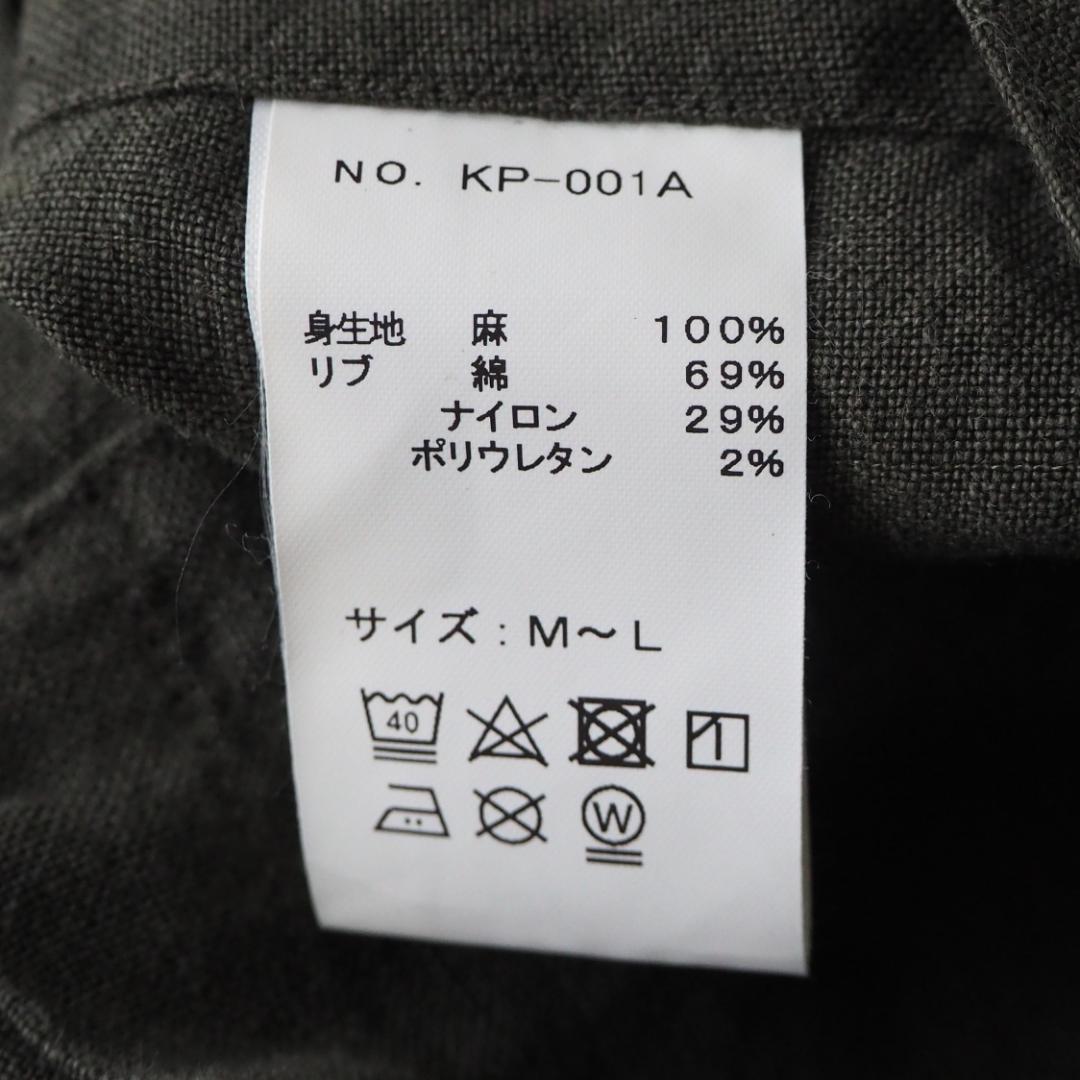 NO. KP-001A
身生地 麻 100%
リブ 綿 69%
ナイロン 29%
ポリウレタン 2%
サイズ：M～L
40
W